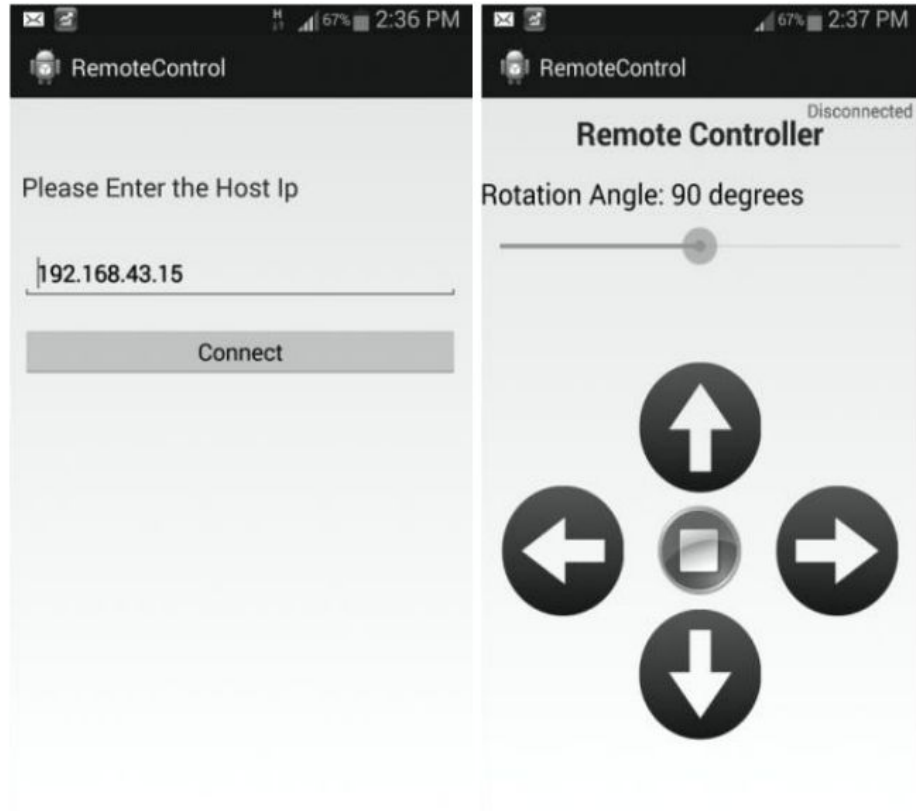 H 67% 2:36 PM
RemoteControl
Please Enter the Host Ip
192.168.43.15
Connect
67% 2:37 PM
RemoteControl
Disconnected
Remote Controller
Rotation Angle: 90 degrees